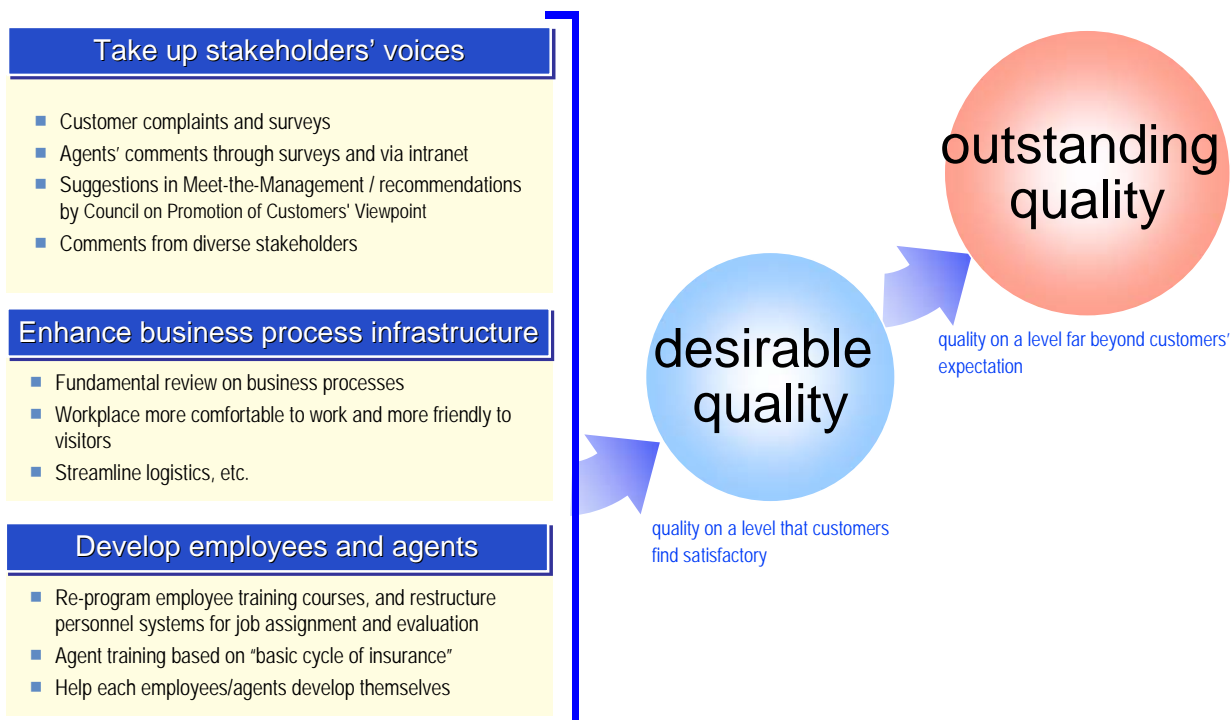 Take up stakeholders' voices
Customer complaints and surveys
Agents' comments through surveys and via intranet
Suggestions in Meet-the-Management / recommendations
by Council on Promotion of Customers' Viewpoint
Comments from diverse stakeholders
Enhance business process infrastructure
Fundamental review on business processes
Workplace more comfortable to work and more friendly to
visitors
Streamline logistics, etc.
Develop employees and agents
Re-program employee training courses, and restructure
personnel systems for job assignment and evaluation
Agent training based on “basic cycle of insurance”
Help each employees/agents develop themselves
desirable
quality
quality on a level that customers
find satisfactory
outstanding
quality
quality on a level far beyond customers'
expectation